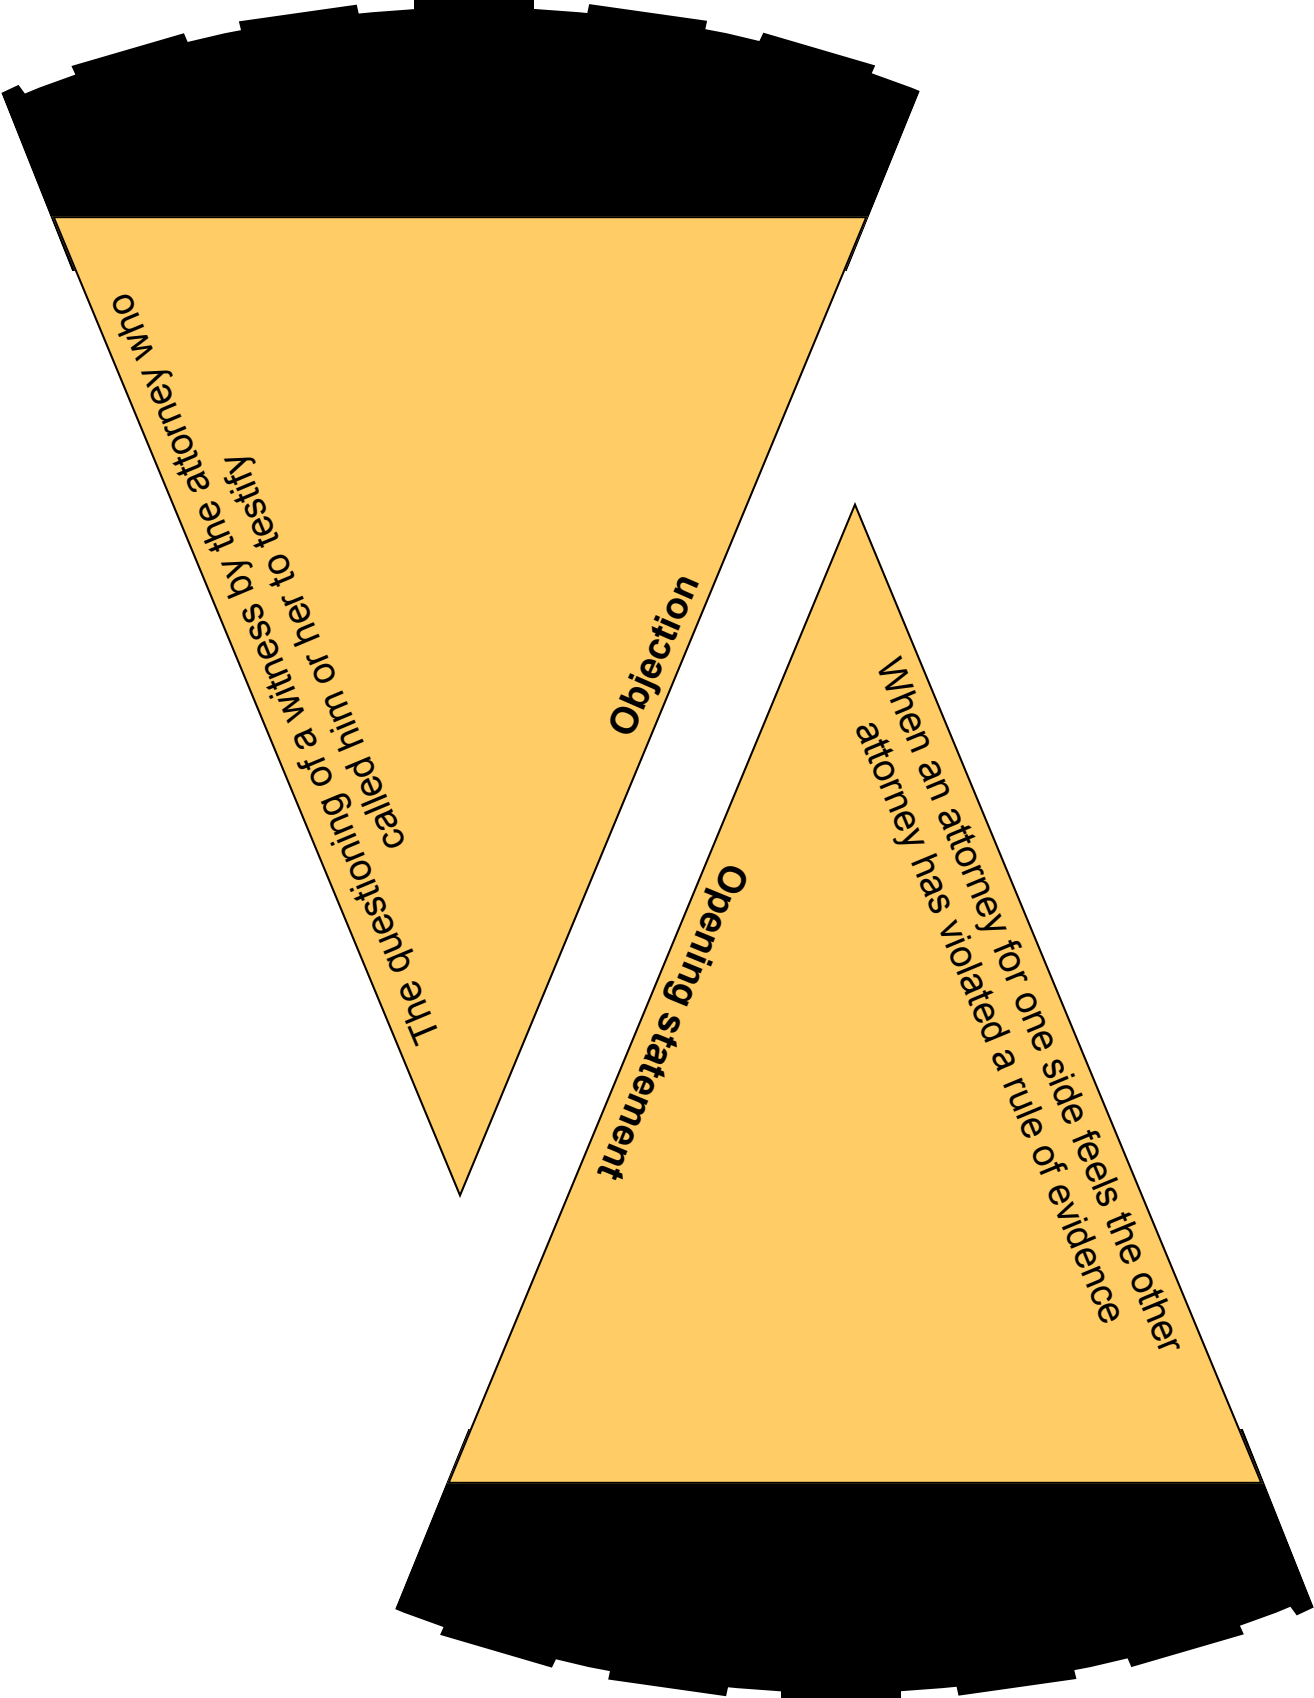 The questioning of a witness by the attorney who
called him or her to testify
Objection
When an attorney for one side feels the other
attorney has violated a rule of evidence
Opening statement